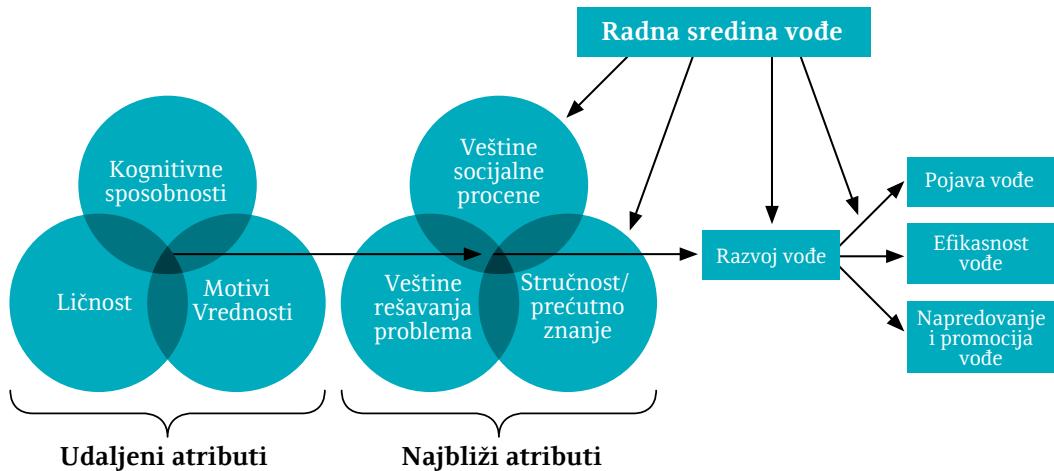 Radna sredina vođe
Kognitivne
sposobnosti
Ličnost
Motivi
Vrednosti
Veštine
socijalne
procene
Veštine
rešavanja
problema
Stručnost/
prećutno
znanje
Razvoj vođe
Pojava vođe
Efikasnost
vođe
Napredovanje
i promocija
vođe
Udaljeni atributi
Najbliži atributi